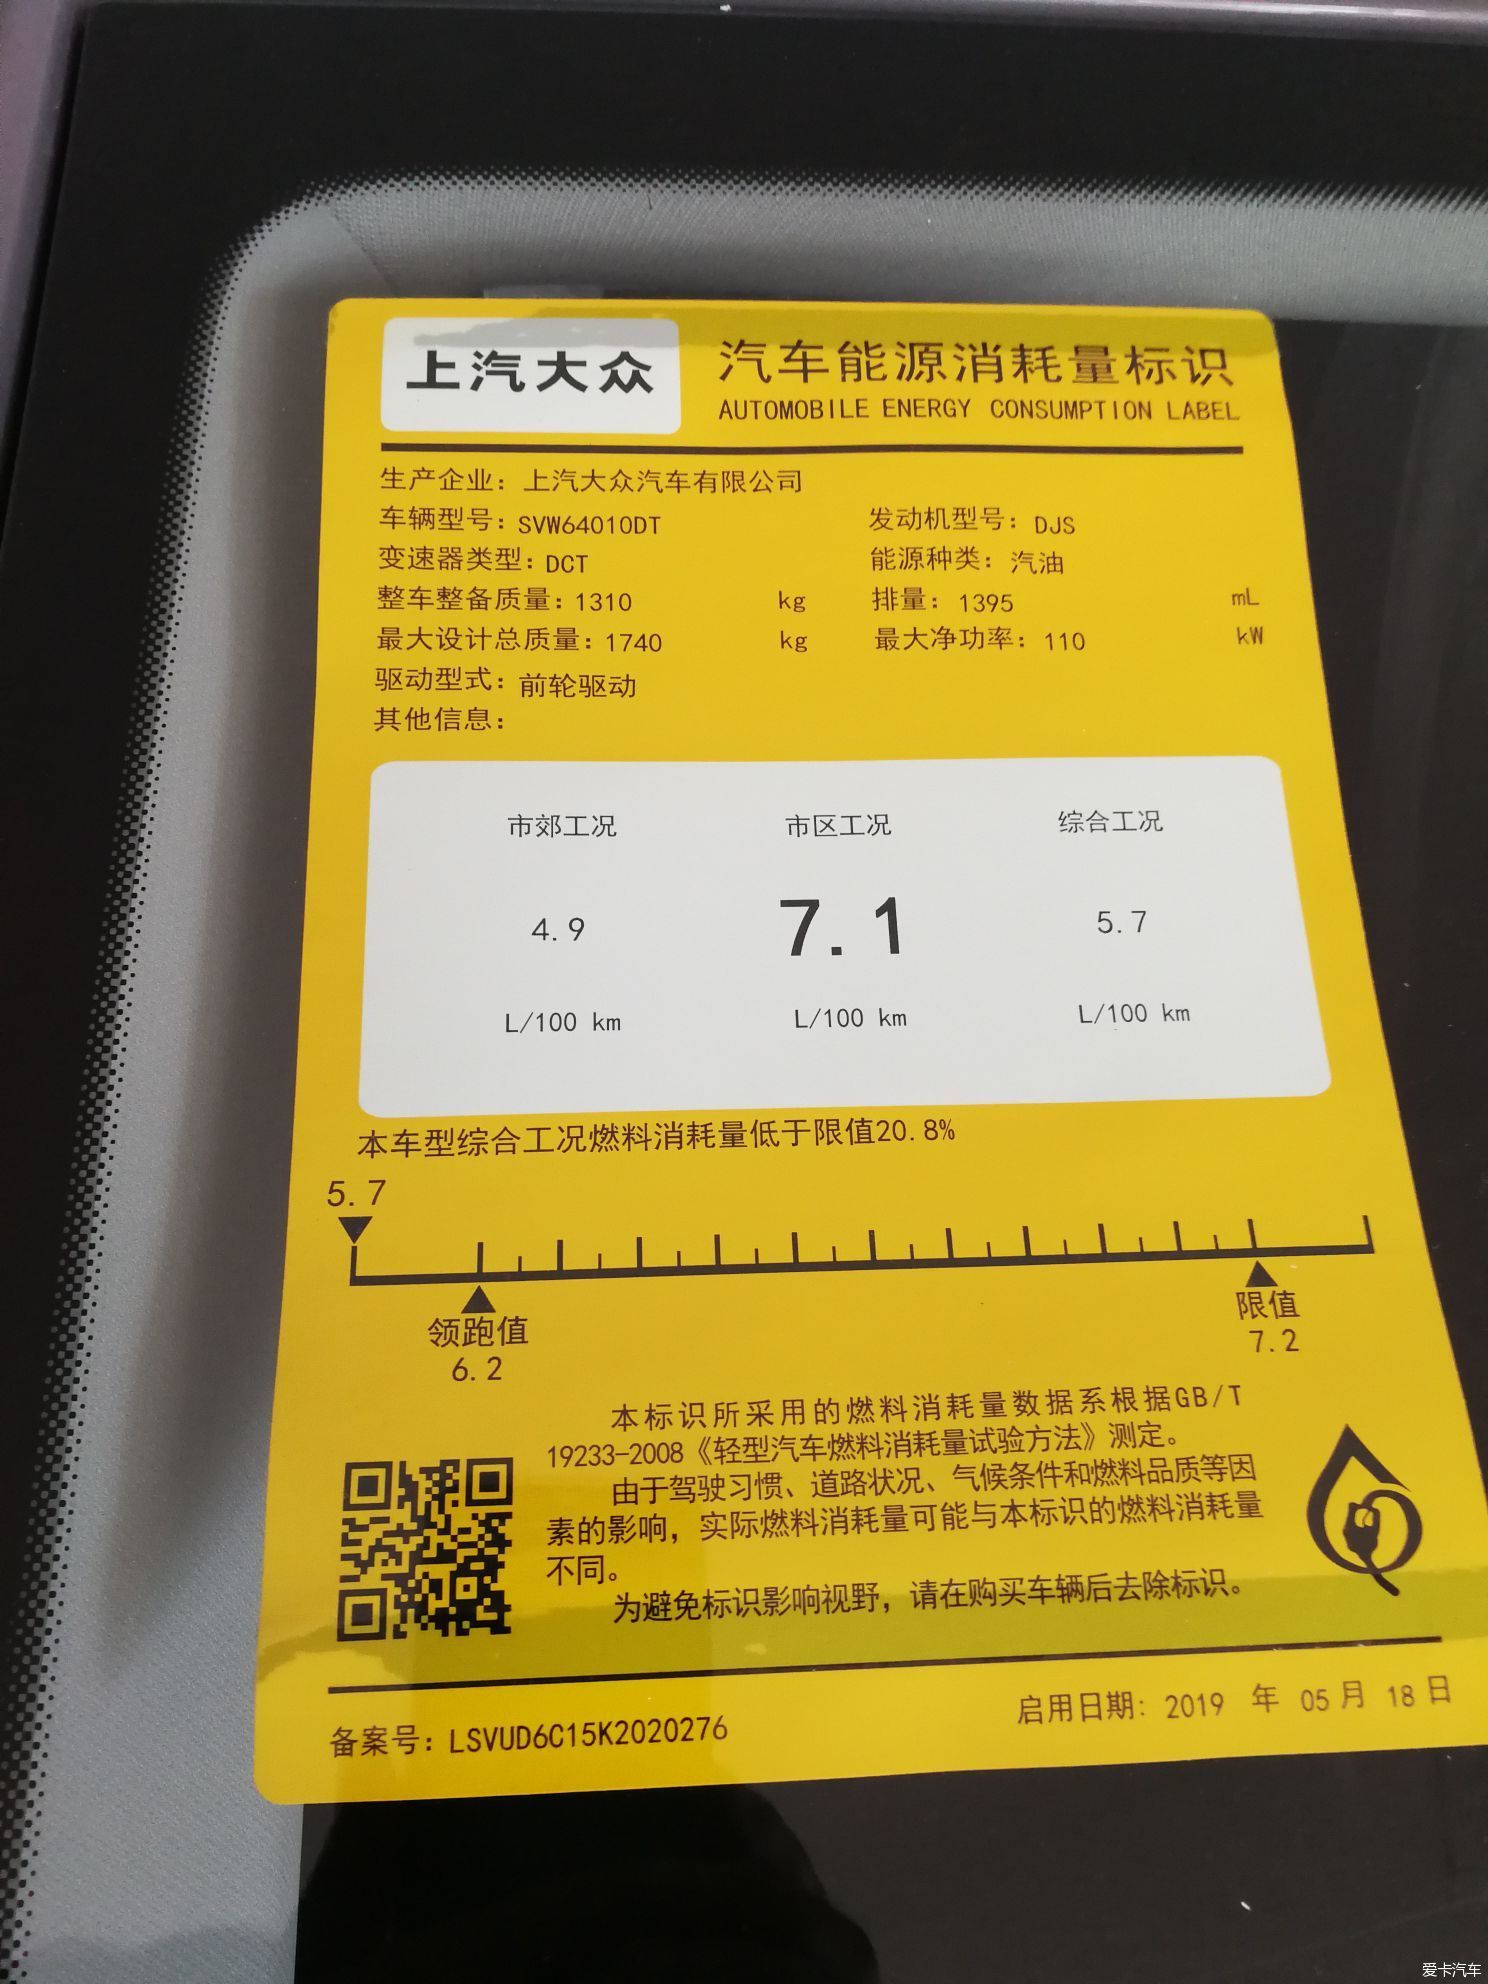 上汽大众
汽车能源消耗量标识
AUTOMOBILE ENERGY CONSUMPTION LABEL
生产企业：上汽大众汽车有限公司
车辆型号：SVW64010DT 发动机型号：DJS
变速器类型：DCT 能源种类：汽油
整车整备质量：1310 kg 排量：1395 mL
最大设计总质量：1740 kg 最大净功率：110 kW
驱动型式：前轮驱动
其他信息：
市郊工况 市区工况 综合工况
4.9 7.1 5.7
L/100 km L/100 km L/100 km
本车型综合工况燃料消耗量低于限值20.8%
5.7
领跑值 限值
6.2 7.2
本标识所采用的燃料消耗量数据系根据GB/T
19233-2008《轻型汽车燃料消耗量试验方法》测定。
由于驾驶习惯、道路状况、气候条件和燃料品质等因
素的影响，实际燃料消耗量可能与本标识的燃料消耗量
不同。
为避免标识影响视野，请在购买车辆后去除标识。
备案号：LSVUD6C15K2020276 启用日期：2019 年 05 月 18 日
爱卡汽车